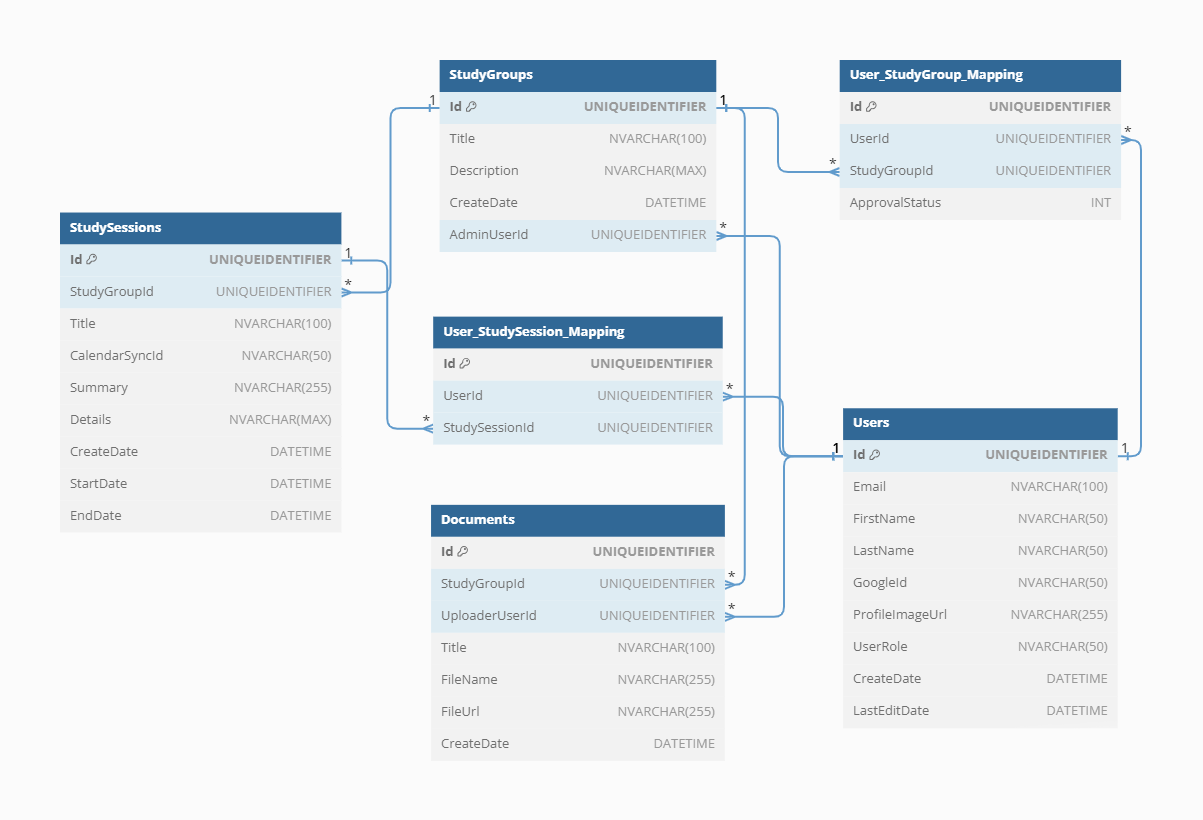 StudyGroups
Id UNIQUEIDENTIFIER
Title NVARCHAR(100)
Description NVARCHAR(MAX)
CreateDate DATETIME
AdminUserId UNIQUEIDENTIFIER
1
1
*
User_StudyGroup_Mapping
Id UNIQUEIDENTIFIER
UserId UNIQUEIDENTIFIER
StudyGroupId UNIQUEIDENTIFIER
ApprovalStatus INT
*
*
StudySessions
Id UNIQUEIDENTIFIER
StudyGroupId UNIQUEIDENTIFIER
Title NVARCHAR(100)
CalendarSyncId NVARCHAR(50)
Summary NVARCHAR(255)
Details NVARCHAR(MAX)
CreateDate DATETIME
StartDate DATETIME
EndDate DATETIME
1
*
User_StudySession_Mapping
Id UNIQUEIDENTIFIER
UserId UNIQUEIDENTIFIER
StudySessionId UNIQUEIDENTIFIER
*
*
Users
Id UNIQUEIDENTIFIER
Email NVARCHAR(100)
FirstName NVARCHAR(50)
LastName NVARCHAR(50)
GoogleId NVARCHAR(50)
ProfileImageUrl NVARCHAR(255)
UserRole NVARCHAR(50)
CreateDate DATETIME
LastEditDate DATETIME
1
1
Documents
Id UNIQUEIDENTIFIER
StudyGroupId UNIQUEIDENTIFIER
UploaderUserId UNIQUEIDENTIFIER
Title NVARCHAR(100)
FileName NVARCHAR(255)
FileUrl NVARCHAR(255)
CreateDate DATETIME
*
*